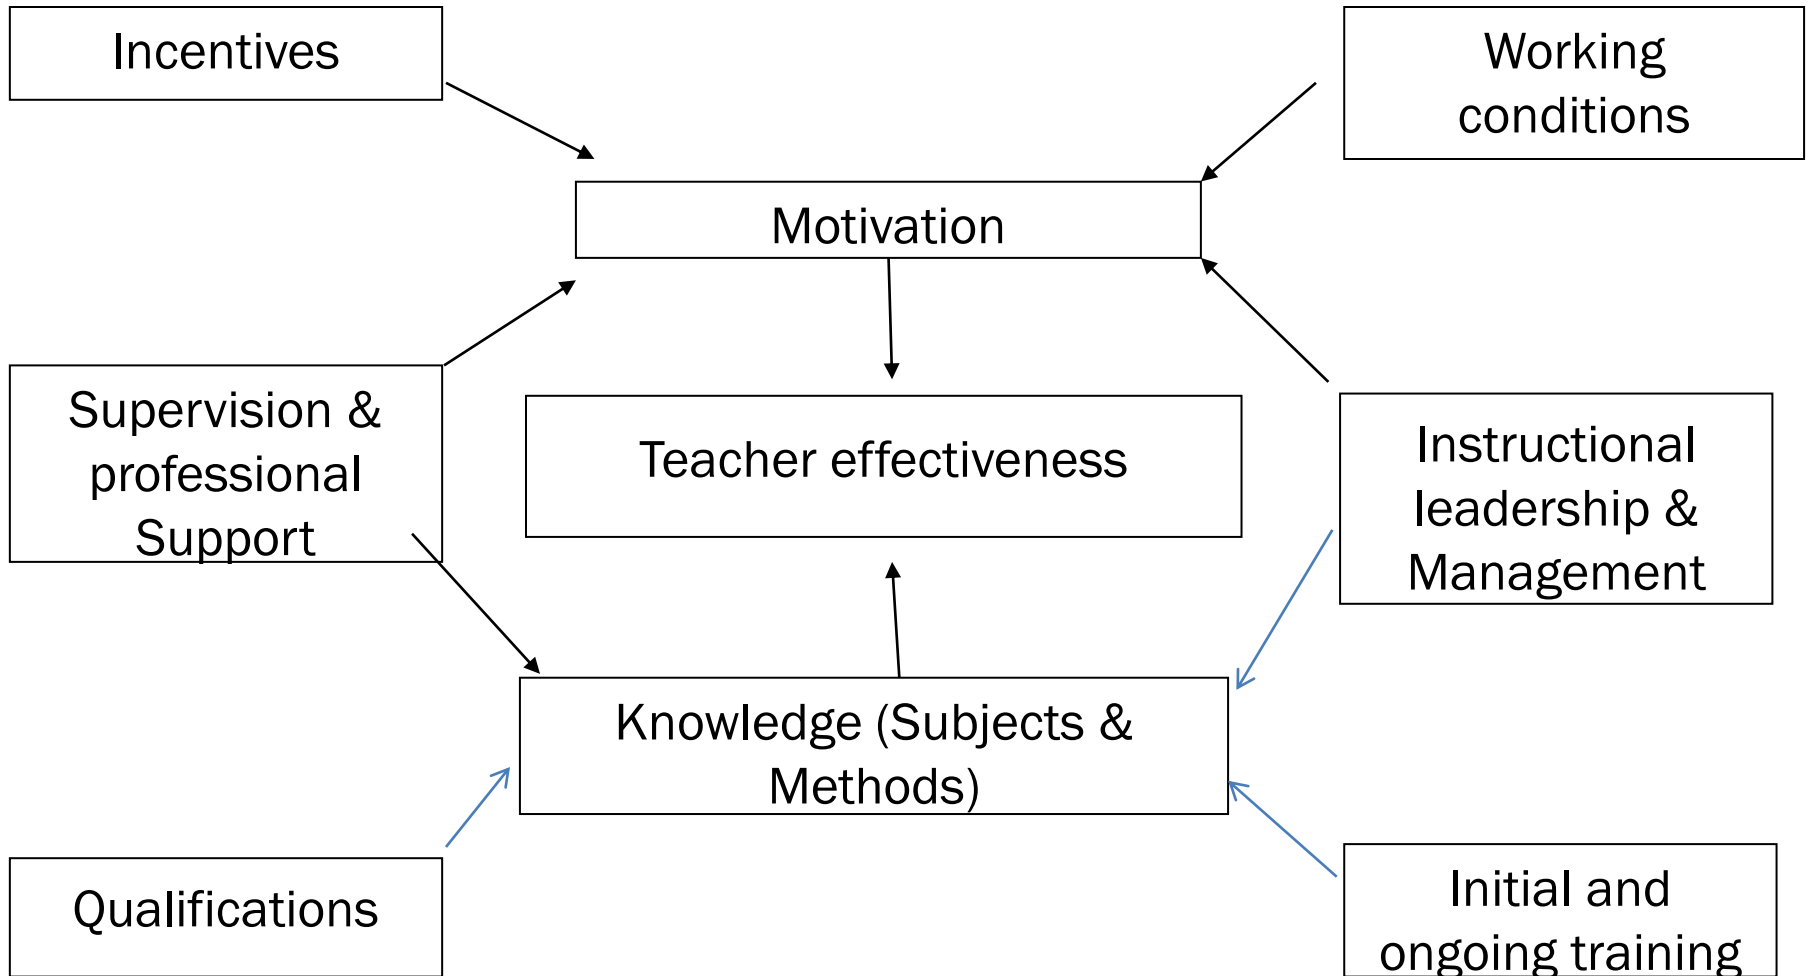 Incentives
Working
conditions
Motivation
Supervision &
professional
Support
Teacher effectiveness
Instructional
leadership &
Management
Knowledge (Subjects &
Methods)
Qualifications
Initial and
ongoing training